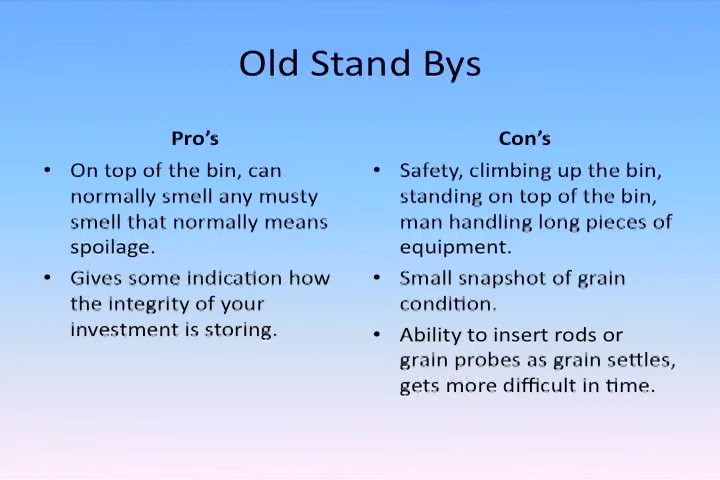 Old Stand Bys
Pro’s
• On top of the bin, can
normally smell any musty
smell that normally means
spoilage.
• Gives some indication how
the integrity of your
investment is storing.
Con’s
• Safety, climbing up the bin,
standing on top of the bin,
man handling long pieces of
equipment.
• Small snapshot of grain
condition.
• Ability to insert rods or
grain probes as grain settles,
gets more difficult in time.